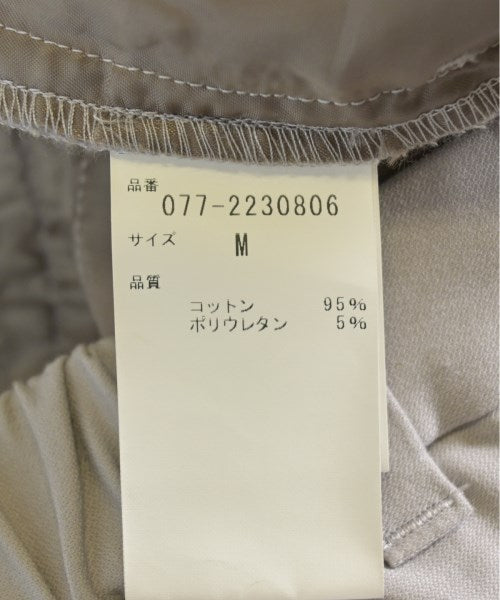 品番
077-2230806
サイズ M
品質
コットン 95%
ポリウレタン 5%